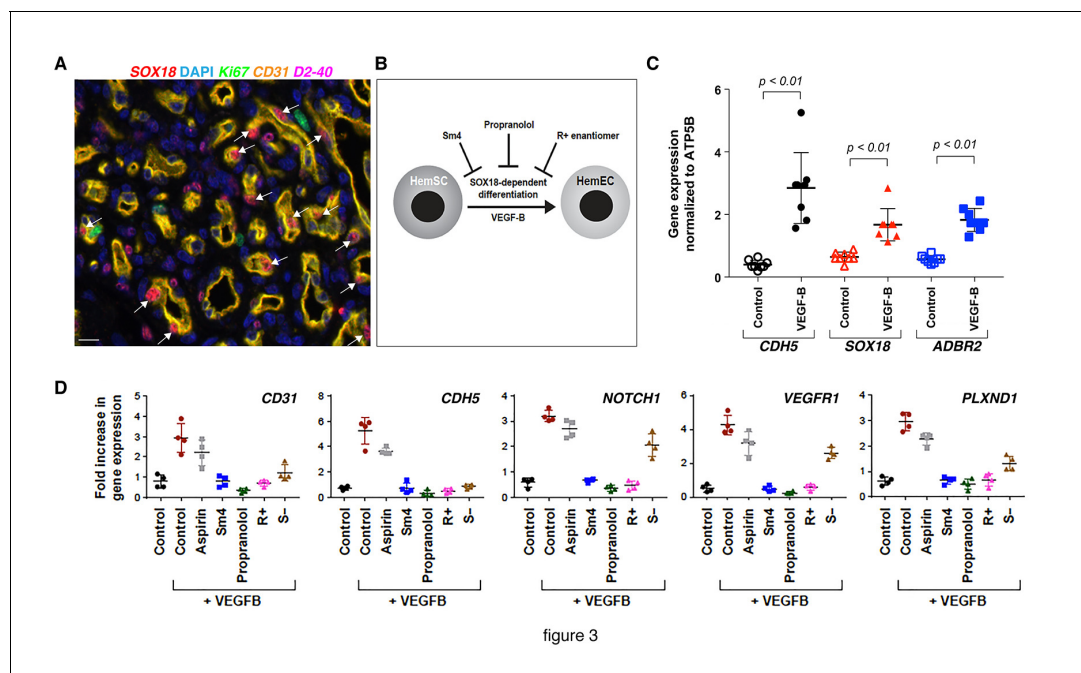 A
SOX18 DAPI Ki67 CD31 D2-40
B
HemSC
Sm4
Propranolol
R+ enantiomer
SOX18-dependent
differentiation
VEGF-B
HemEC
C
Gene expression
normalized to ATP5B
6
4
2
0
p < 0.01
p < 0.01
p < 0.01
Control
VEGF-B
Control
VEGF-B
Control
VEGF-B
CDH5
SOX18
ADBR2
D
Fold increase in
gene expression
CD31
5
4
3
2
1
0
Control
Control
Aspirin
Sm4
Propranolol
R+
S−
+ VEGFB
CDH5
8
6
4
2
0
Control
Control
Aspirin
Sm4
Propranolol
R+
S−
+ VEGFB
NOTCH1
4
3
2
1
0
Control
Control
Aspirin
Sm4
Propranolol
R+
S−
+ VEGFB
VEGFR1
6
4
2
0
Control
Control
Aspirin
Sm4
Propranolol
R+
S−
+ VEGFB
PLXND1
4
3
2
1
0
Control
Control
Aspirin
Sm4
Propranolol
R+
S−
+ VEGFB
figure 3